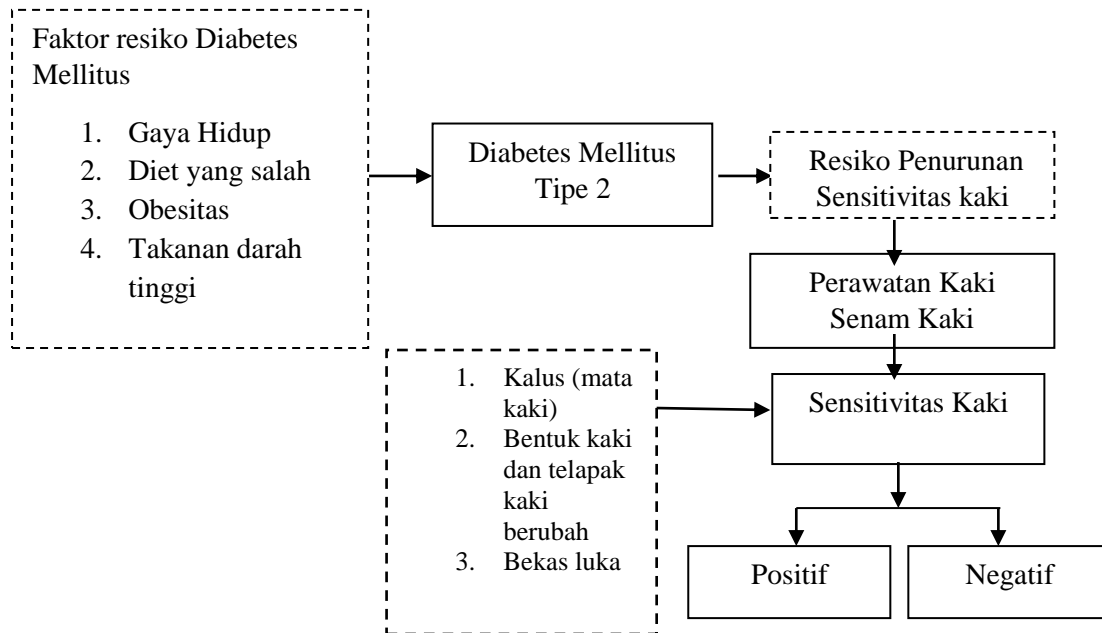 Faktor resiko Diabetes
Mellitus
1. Gaya Hidup
2. Diet yang salah
3. Obesitas
4. Takanan darah
tinggi
Diabetes Mellitus
Tipe 2
Resiko Penurunan
Sensitivitas kaki
Perawatan Kaki
Senam Kaki
1. Kalus (mata
kaki)
2. Bentuk kaki
dan telapak
kaki
berubah
3. Bekas luka
Sensitivitas Kaki
Positif
Negatif